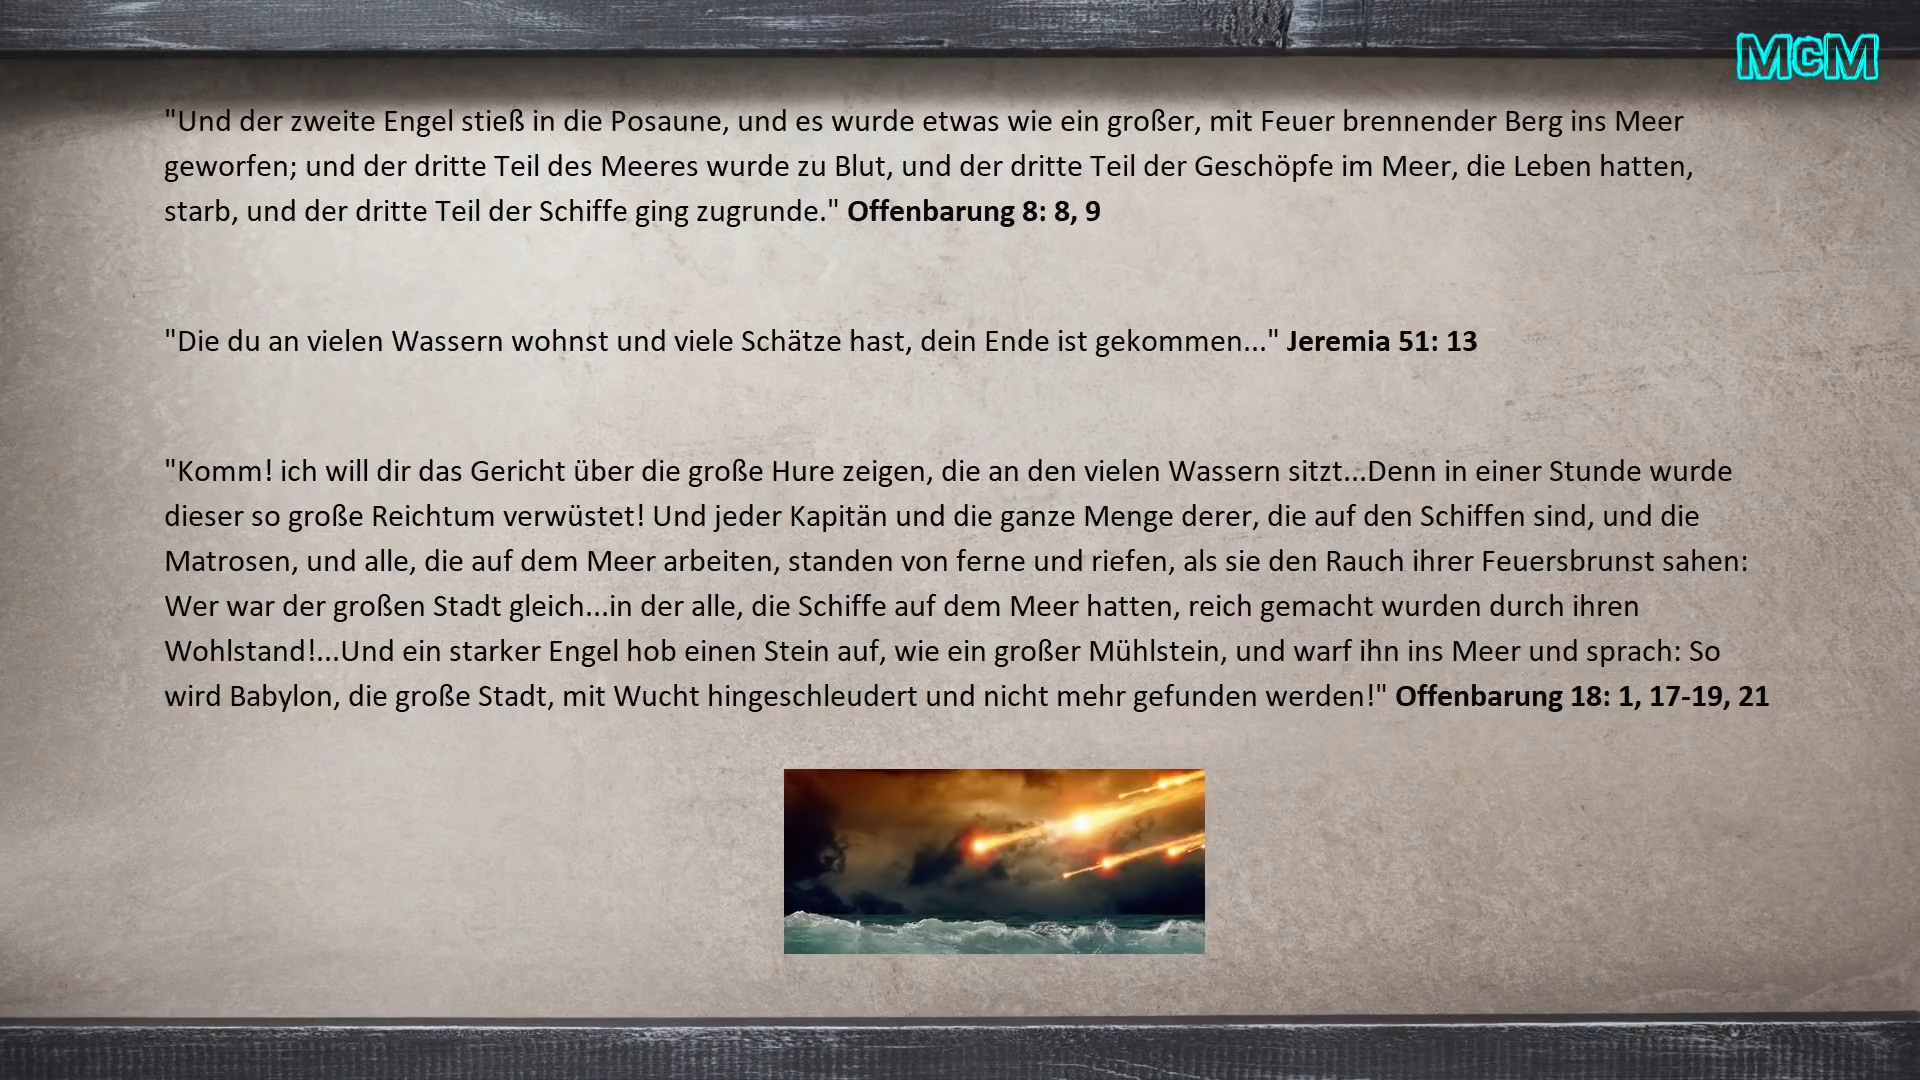 McM
"Und der zweite Engel stieß in die Posaune, und es wurde etwas wie ein großer, mit Feuer brennender Berg ins Meer
geworfen; und der dritte Teil des Meeres wurde zu Blut, und der dritte Teil der Geschöpfe im Meer, die Leben hatten,
starb, und der dritte Teil der Schiffe ging zugrunde." Offenbarung 8: 8, 9
"Die du an vielen Wassern wohnst und viele Schätze hast, dein Ende ist gekommen..." Jeremia 51: 13
"Komm! ich will dir das Gericht über die große Hure zeigen, die an den vielen Wassern sitzt...Denn in einer Stunde wurde
dieser so große Reichtum verwüstet! Und jeder Kapitän und die ganze Menge derer, die auf den Schiffen sind, und die
Matrosen, und alle, die auf dem Meer arbeiten, standen von ferne und riefen, als sie den Rauch ihrer Feuersbrunst sahen:
Wer war der großen Stadt gleich...in der alle, die Schiffe auf dem Meer hatten, reich gemacht wurden durch ihren
Wohlstand!...Und ein starker Engel hob einen Stein auf, wie ein großer Mühlstein, und warf ihn ins Meer und sprach: So
wird Babylon, die große Stadt, mit Wucht hingeschleudert und nicht mehr gefunden werden!" Offenbarung 18: 1, 17-19, 21